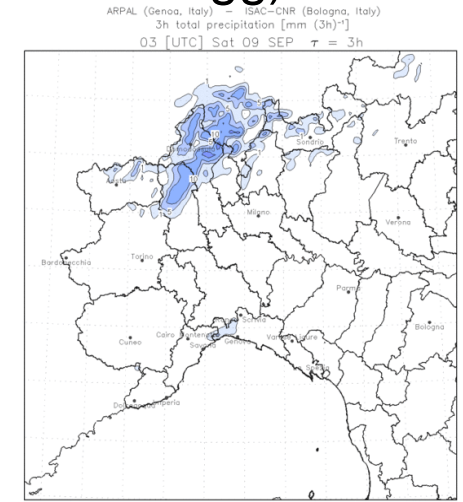 ARPAL (Genoa, Italy) – ISAC-CNR (Bologna, Italy)
3h total precipitation [mm (3h)⁻¹]
03 [UTC] Sat 09 SEP τ = 3h
10
Sondrio
Trento
Aosta
10
Milano
Verona
Bardonecchia
Torino
Parma
Bologna
Scrivia
Cuneo
Cairo Montenotte
Savona
Genova
Varese Ligure
Spezia
Imperia